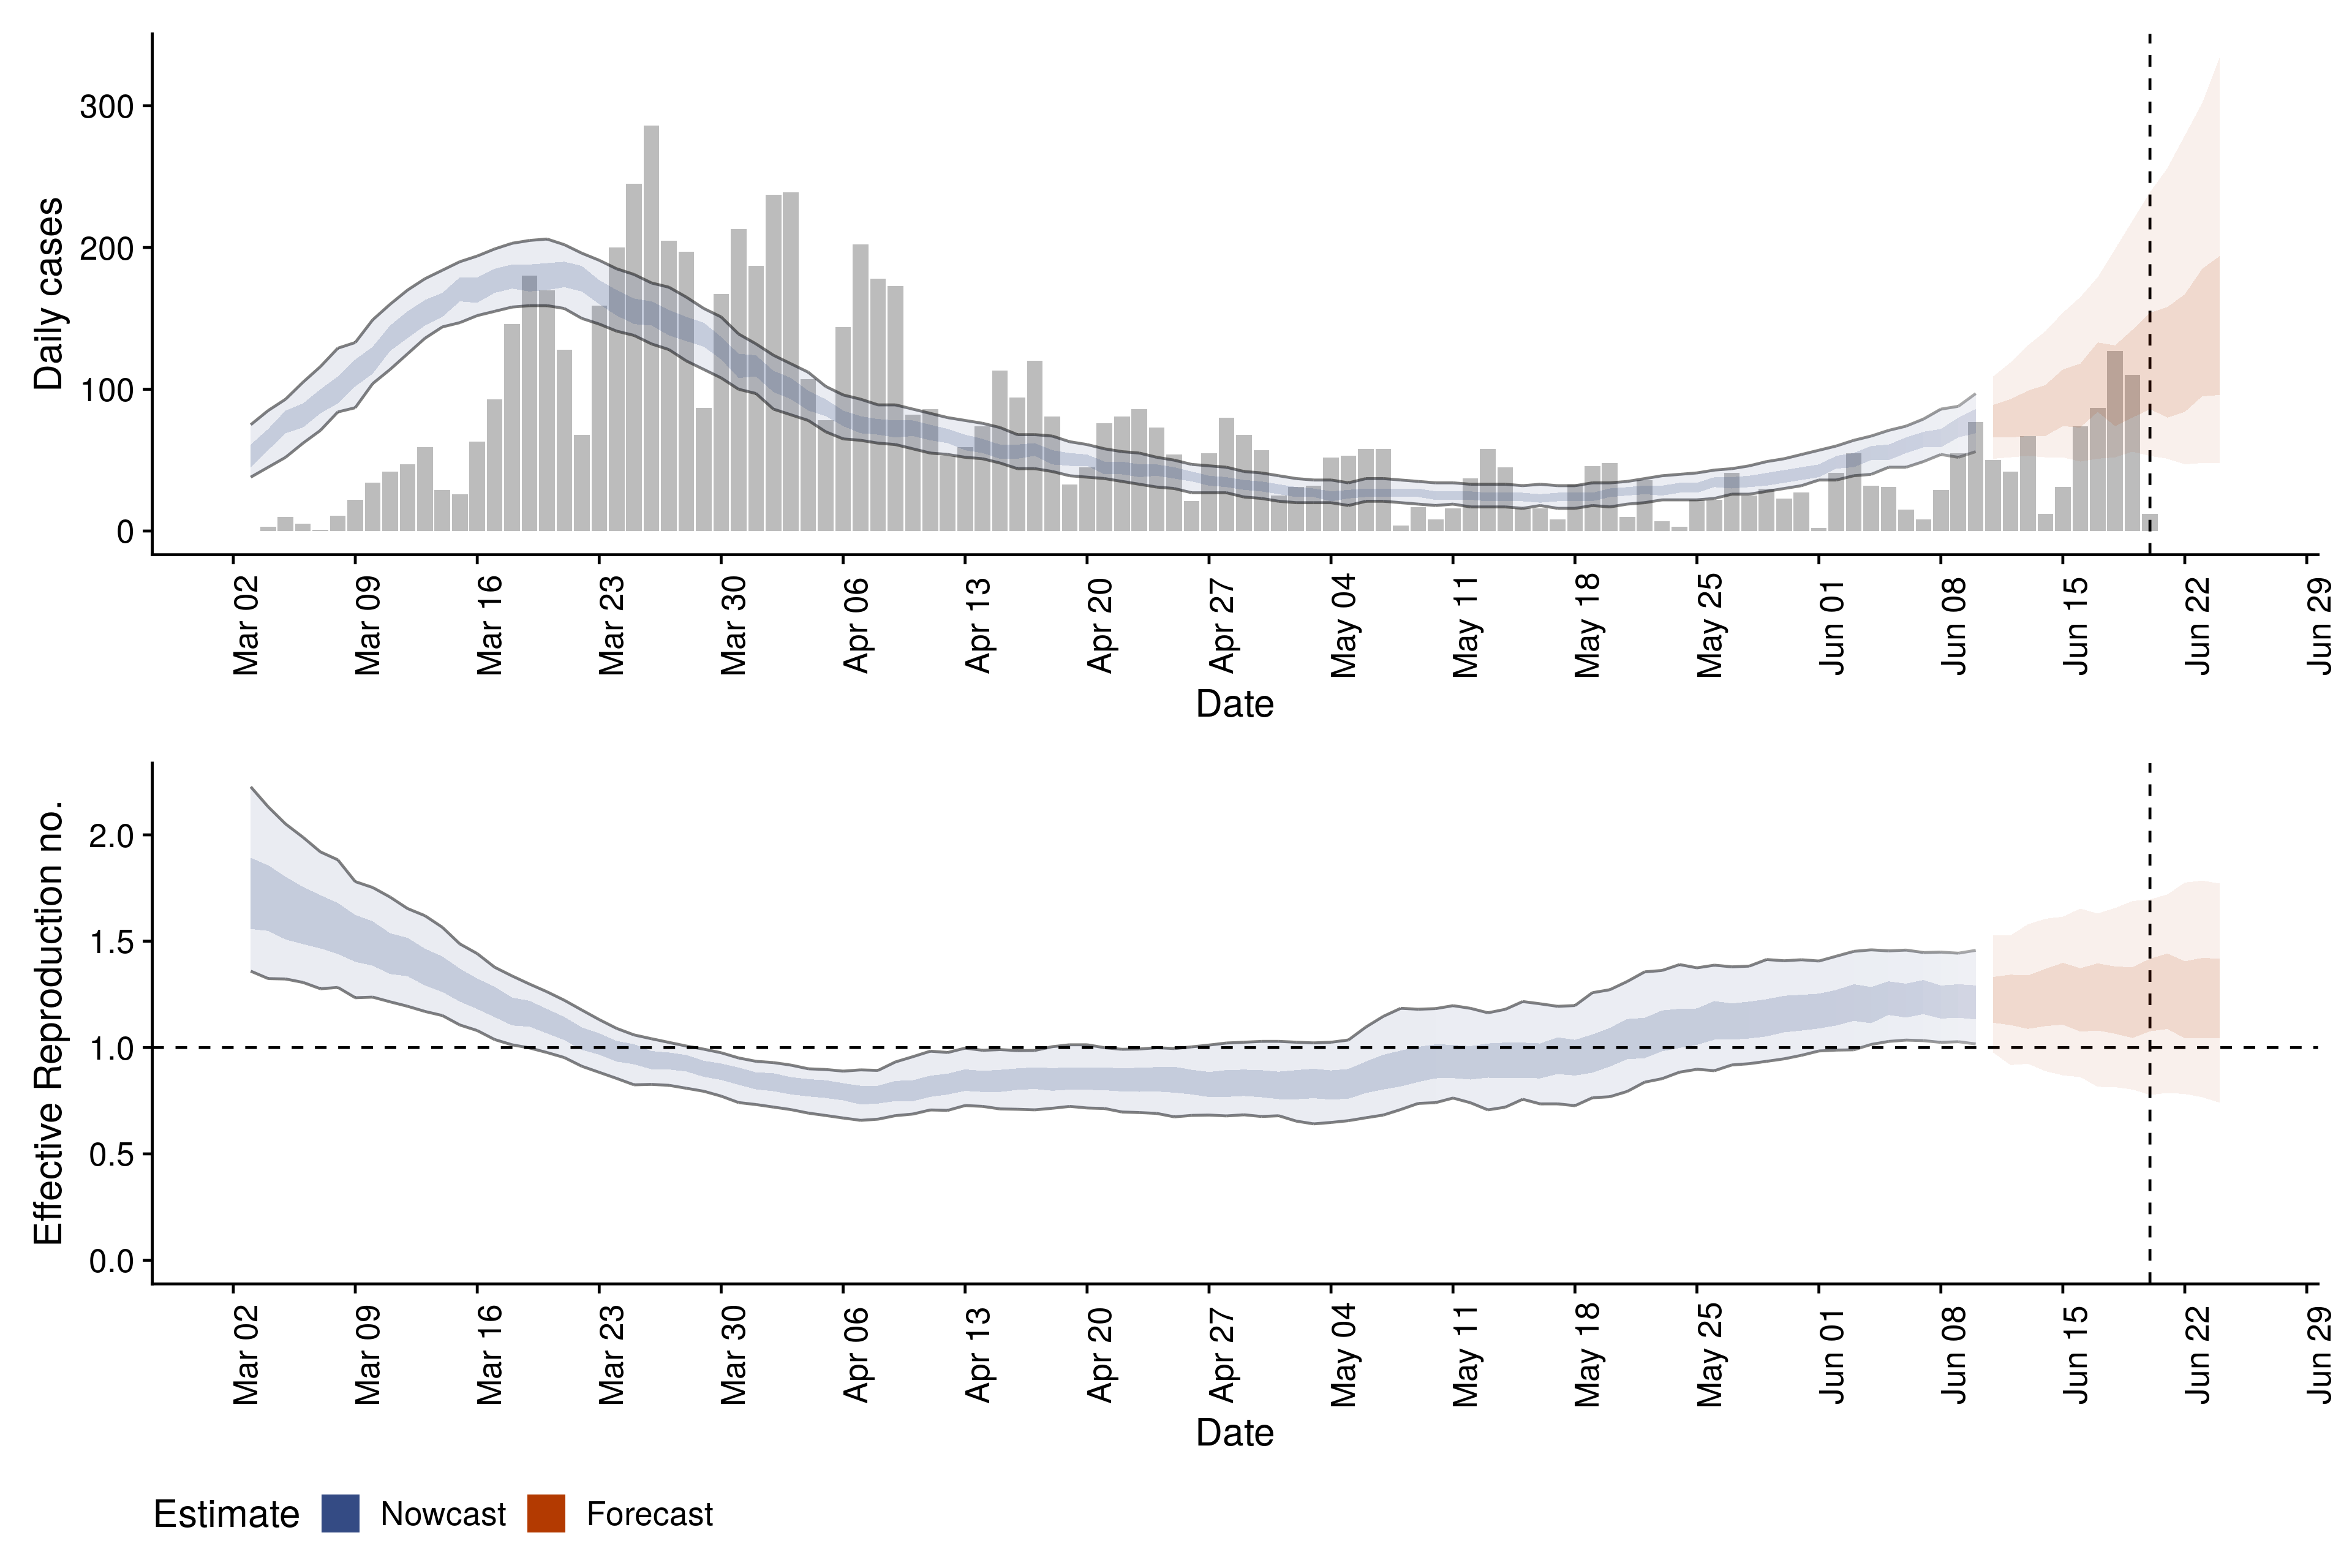 Daily cases
300
200
100
0
Mar 02 Mar 09 Mar 16 Mar 23 Mar 30 Apr 06 Apr 13 Apr 20 Apr 27 May 04 May 11 May 18 May 25 Jun 01 Jun 08 Jun 15 Jun 22 Jun 29
Date
Effective Reproduction no.
2.0
1.5
1.0
0.5
0.0
Mar 02 Mar 09 Mar 16 Mar 23 Mar 30 Apr 06 Apr 13 Apr 20 Apr 27 May 04 May 11 May 18 May 25 Jun 01 Jun 08 Jun 15 Jun 22 Jun 29
Date
Estimate Nowcast Forecast